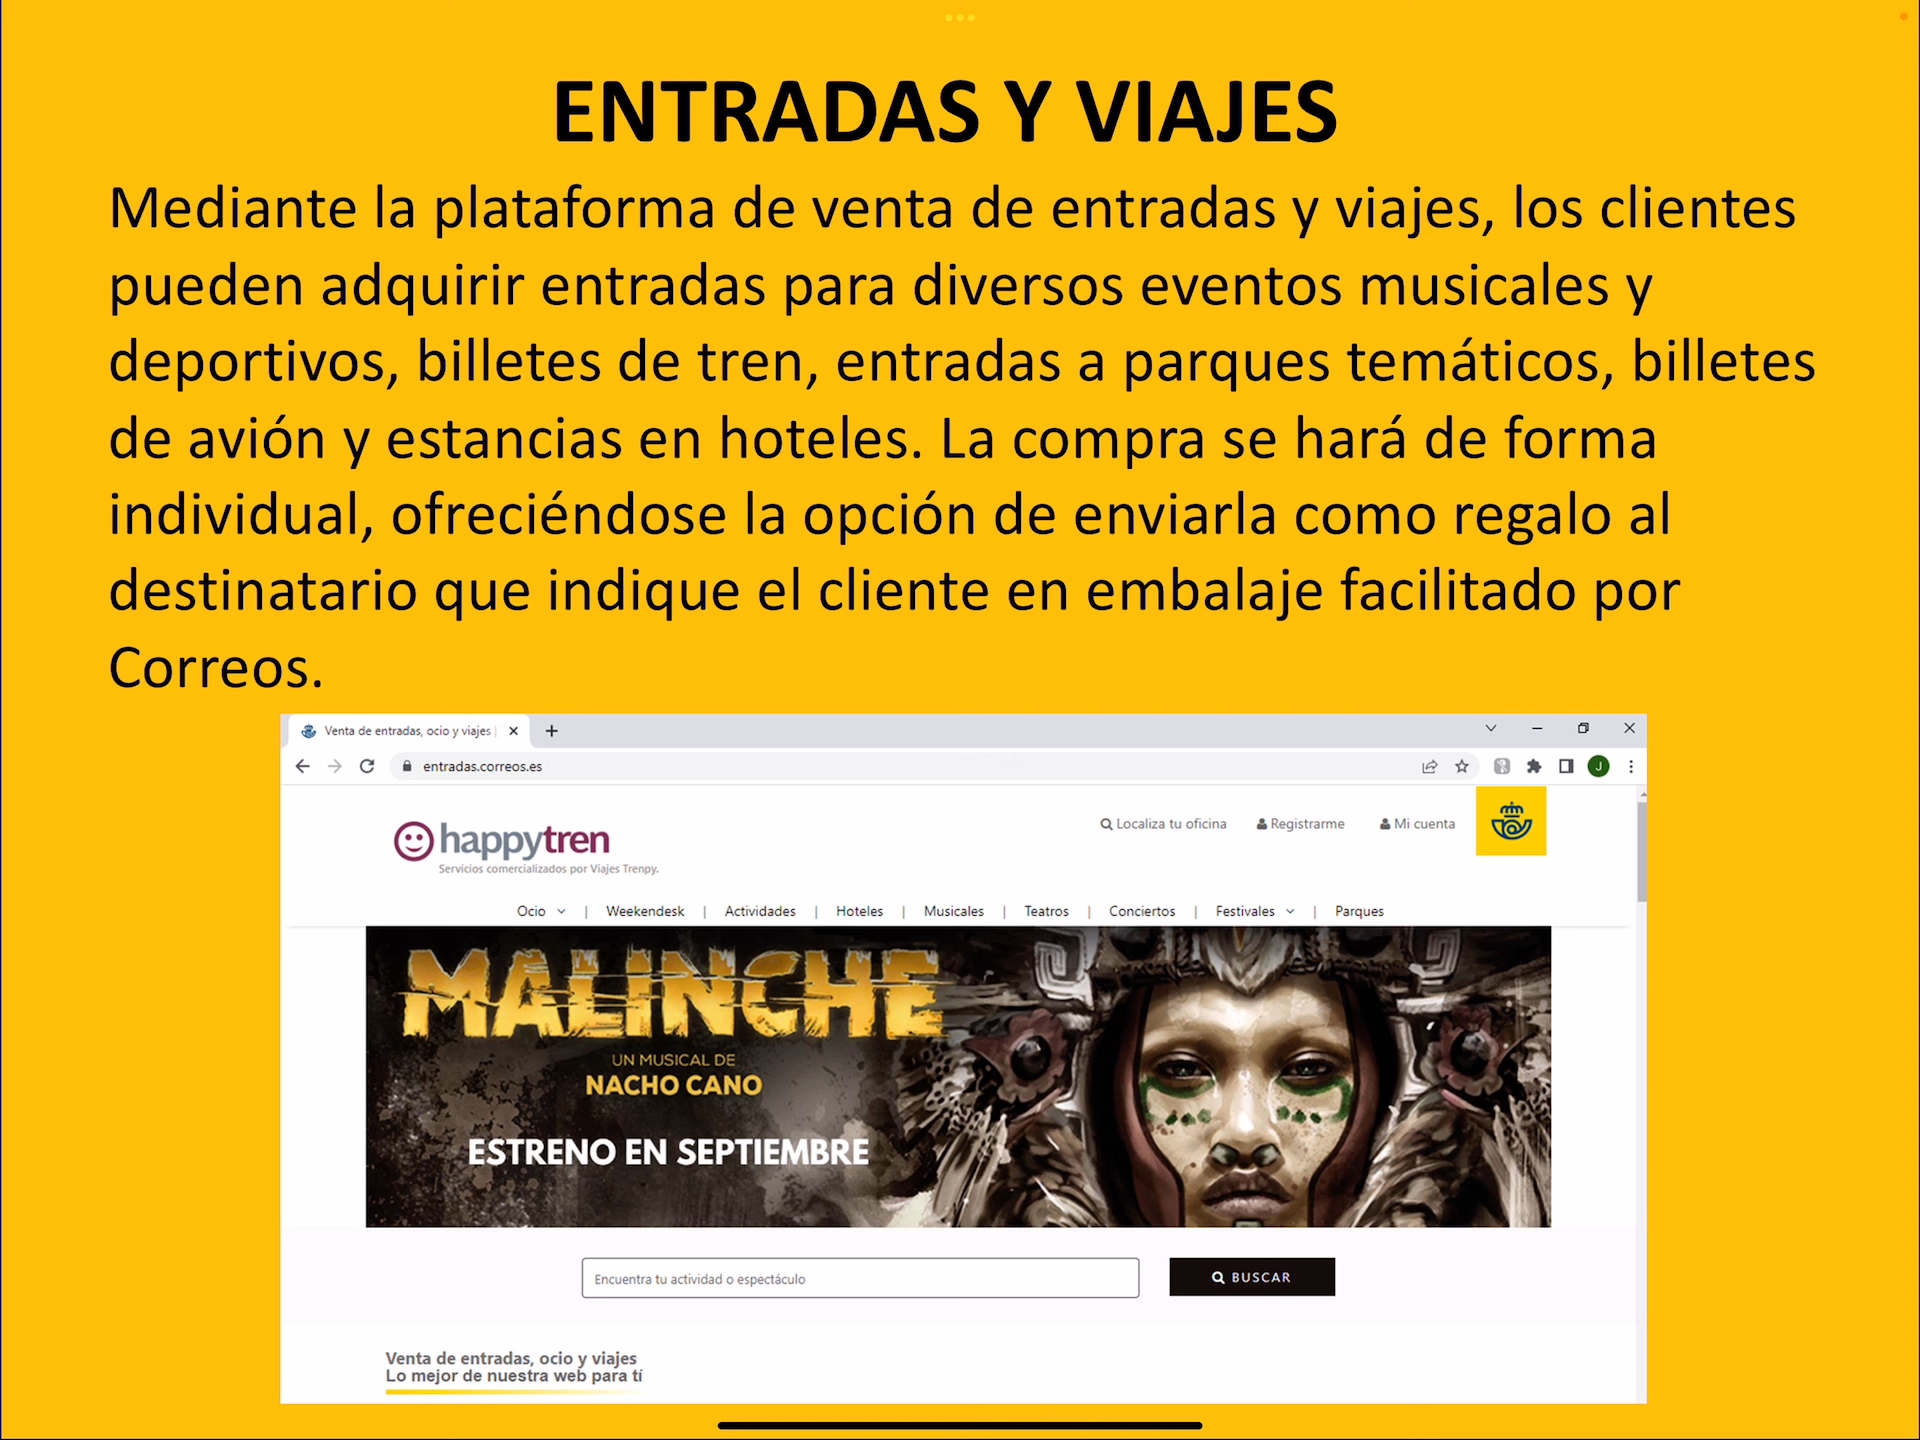 ENTRADAS Y VIAJES
Mediante la plataforma de venta de entradas y viajes, los clientes
pueden adquirir entradas para diversos eventos musicales y
deportivos, billetes de tren, entradas a parques temáticos, billetes
de avión y estancias en hoteles. La compra se hará de forma
individual, ofreciéndose la opción de enviarla como regalo al
destinatario que indique el cliente en embalaje facilitado por
Correos.
Venta de entradas, ocio y viajes |
entradas.correos.es
J
happytren
Servicios comercializados por Viajes Trenpy.
Localiza tu oficina Registrarme Mi cuenta
Ocio | Weekendesk | Actividades | Hoteles | Musicales | Teatros | Conciertos | Festivales | Parques
MALINCHE
UN MUSICAL DE
NACHO CANO
ESTRENO EN SEPTIEMBRE
Encuentra tu actividad o espectáculo
BUSCAR
Venta de entradas, ocio y viajes
Lo mejor de nuestra web para tí